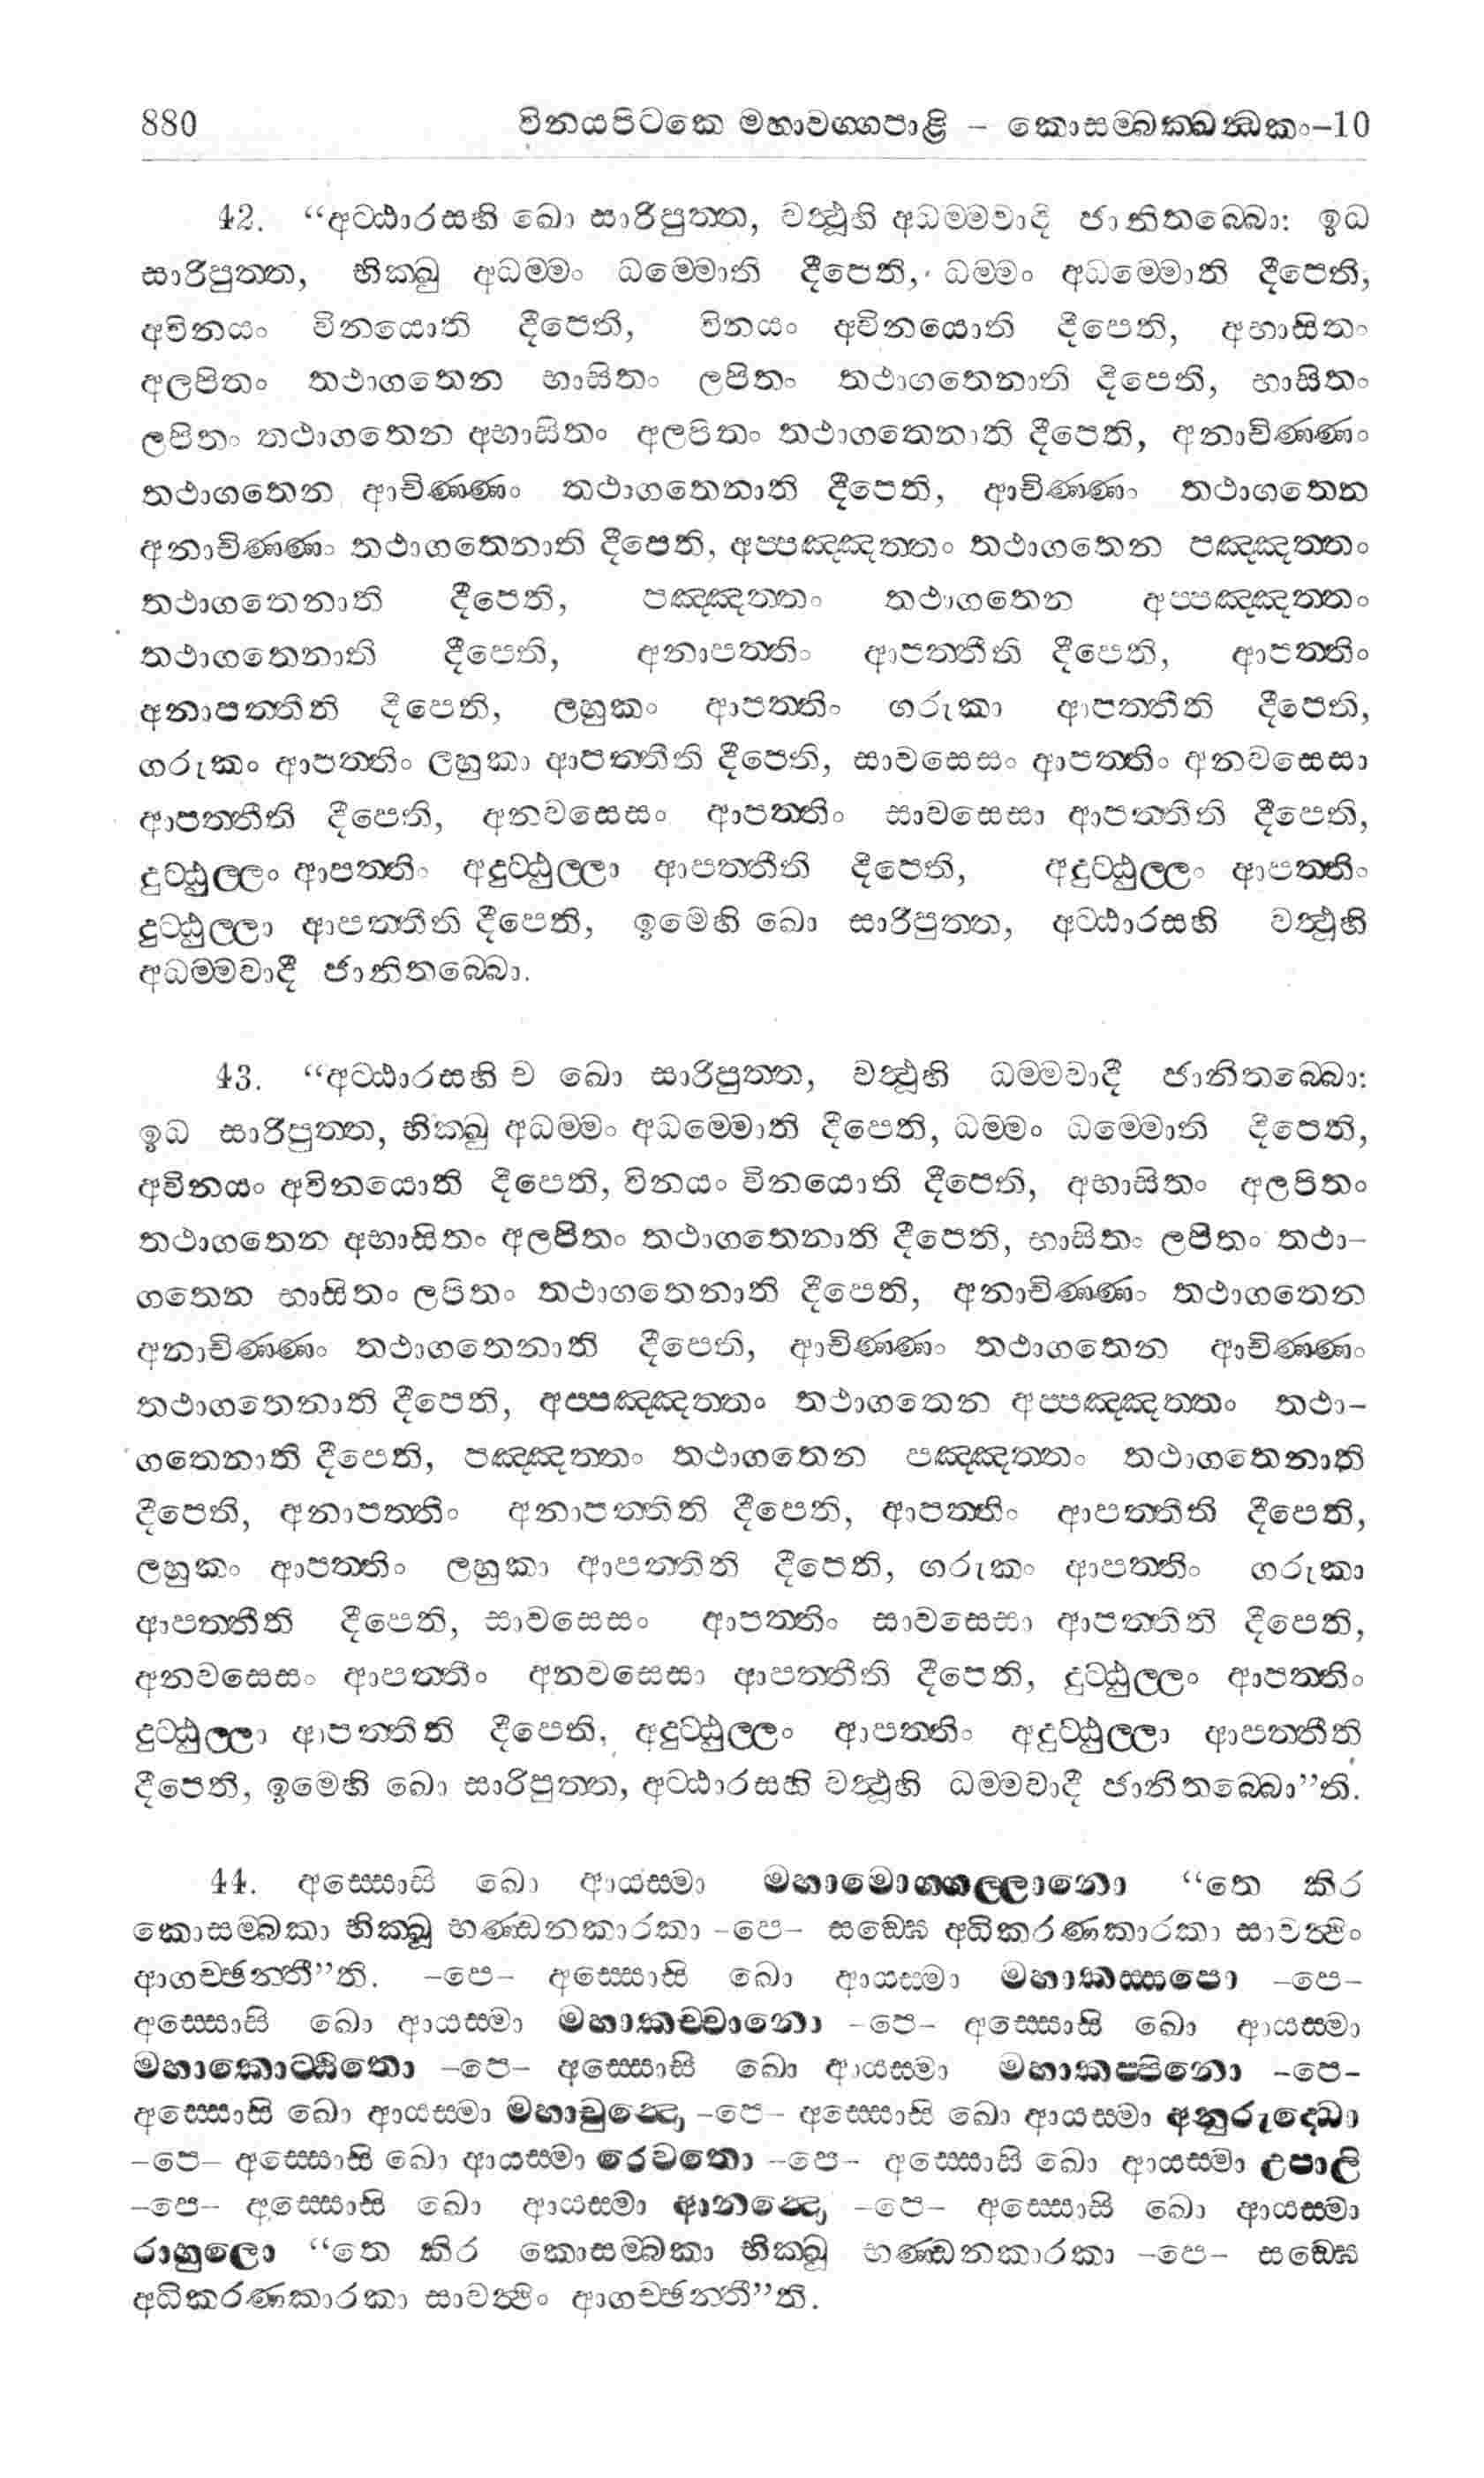 880 විනයපිටකෙ මහාවග්ගපාළි – කොසම්බක්ඛන්ධකං–10
42. “අට්ඨාරසහි ඛො සාරිපුත්ත, වත්ථූහි අධම්මවාදි ජානිතබ්බො: ඉධ
සාරිපුත්ත, භික්ඛු අධම්මං ධම්මොති දීපෙති, ධම්මං අධම්මොති දීපෙති,
අවිනයං විනයොති දීපෙති, විනයං අවිනයොති දීපෙති, අභාසිතං
අලපිතං තථාගතෙන භාසිතං ලපිතං තථාගතෙනාති දීපෙති, භාසිතං
ලපිතං තථාගතෙන අභාසිතං අලපිතං තථාගතෙනාති දීපෙති, අනාචිණ්ණං
තථාගතෙන ආචිණ්ණං තථාගතෙනාති දීපෙති, ආචිණ්ණං තථාගතෙන
අනාචිණ්ණං තථාගතෙනාති දීපෙති, අප්පඤ්ඤත්තං තථාගතෙන පඤ්ඤත්තං
තථාගතෙනාති දීපෙති, පඤ්ඤත්තං තථාගතෙන අප්පඤ්ඤත්තං
තථාගතෙනාති දීපෙති, අනාපත්තිං ආපත්තීති දීපෙති, ආපත්තිං
අනාපත්තීති දීපෙති, ලහුකං ආපත්තිං ගරුකා ආපත්තීති දීපෙති,
ගරුකං ආපත්තිං ලහුකා ආපත්තීති දීපෙති, සාවසෙසං ආපත්තිං අනවසෙසා
ආපත්තීති දීපෙති, අනවසෙසං ආපත්තිං සාවසෙසා ආපත්තීති දීපෙති,
දුට්ඨුල්ලං ආපත්තිං අදුට්ඨුල්ලා ආපත්තීති දීපෙති, අදුට්ඨුල්ලං ආපත්තිං
දුට්ඨුල්ලා ආපත්තීති දීපෙති, ඉමෙහි ඛො සාරිපුත්ත, අට්ඨාරසහි වත්ථූහි
අධම්මවාදී ජානිතබ්බො.
43. “අට්ඨාරසහි ච ඛො සාරිපුත්ත, වත්ථූහි ධම්මවාදී ජානිතබ්බො:
ඉධ සාරිපුත්ත, භික්ඛු අධම්මං අධම්මොති දීපෙති, ධම්මං ධම්මොති දීපෙති,
අවිනයං අවිනයොති දීපෙති, විනයං විනයොති දීපෙති, අභාසිතං අලපිතං
තථාගතෙන අභාසිතං අලපිතං තථාගතෙනාති දීපෙති, භාසිතං ලපිතං තථා–
ගතෙන භාසිතං ලපිතං තථාගතෙනාති දීපෙති, අනාචිණ්ණං තථාගතෙන
අනාචිණ්ණං තථාගතෙනාති දීපෙති, ආචිණ්ණං තථාගතෙන ආචිණ්ණං
තථාගතෙනාති දීපෙති, අප්පඤ්ඤත්තං තථාගතෙන අප්පඤ්ඤත්තං තථා–
ගතෙනාති දීපෙති, පඤ්ඤත්තං තථාගතෙන පඤ්ඤත්තං තථාගතෙනාති
දීපෙති, අනාපත්තීං අනාපත්තීති දීපෙති, ආපත්තිං ආපත්තීති දීපෙති,
ලහුකං ආපත්තිං ලහුකා ආපත්තීති දීපෙති, ගරුකං ආපත්තිං ගරුකා
ආපත්තීති දීපෙති, සාවසෙසං ආපත්තිං සාවසෙසා ආපත්තීති දීපෙති,
අනවසෙසං ආපත්තීං අනවසෙසා ආපත්තීති දීපෙති, දුට්ඨුල්ලං ආපත්තිං
දුට්ඨුල්ලා ආපත්තීති දීපෙති, අදුට්ඨුල්ලං ආපත්තිං අදුට්ඨුල්ලා ආපත්තීති
දීපෙති, ඉමෙහි ඛො සාරිපුත්ත, අට්ඨාරසහි වත්ථූහි ධම්මවාදී ජානිතබ්බො”ති.
44. අස්සොසි ඛො ආයස්මා මහාමොග්ගල්ලානො “තෙ කිර
කොසම්බකා භික්ඛූ භණ්ඩනකාරකා –පෙ– සඞ්ඝෙ අධිකරණකාරකා සාවත්ථිං
ආගච්ඡන්තී”ති. –පෙ– අස්සොසි ඛො ආයස්මා මහාකස්සපො –පෙ–
අස්සොසි ඛො ආයස්මා මහාකච්චානො –පෙ– අස්සොසි ඛො ආයස්මා
මහාකොට්ඨිතො –පෙ– අස්සොසි ඛො ආයස්මා මහාකප්පිනො –පෙ–
අස්සොසි ඛො ආයස්මා මහාචුන්දො –පෙ– අස්සොසි ඛො ආයස්මා අනුරුද්ධො
–පෙ– අස්සොසි ඛො ආයස්මා රෙවතො –පෙ– අස්සොසි ඛො ආයස්මා උපාලි
–පෙ– අස්සොසි ඛො ආයස්මා ආනන්දො –පෙ– අස්සොසි ඛො ආයස්මා
රාහුලො “තෙ කිර කොසම්බකා භික්ඛූ භණ්ඩනකාරකා –පෙ– සඞ්ඝෙ
අධිකරණකාරකා සාවත්ථිං ආගච්ඡන්තී”ති.